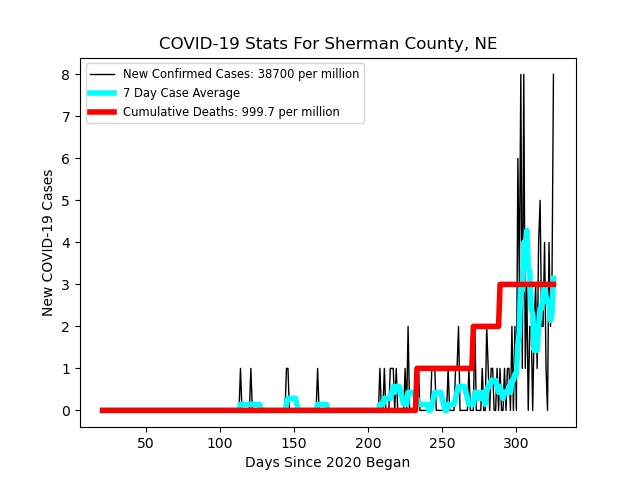 COVID-19 Stats For Sherman County, NE
New Confirmed Cases: 38700 per million
7 Day Case Average
Cumulative Deaths: 999.7 per million
New COVID-19 Cases
8
7
6
5
4
3
2
1
0
50 100 150 200 250 300
Days Since 2020 Began